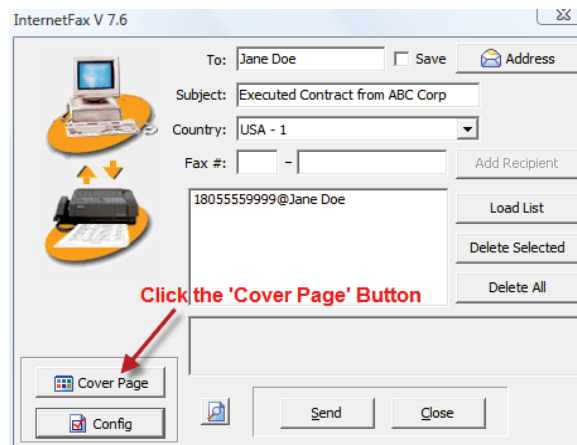 InternetFax V 7.6
To: Jane Doe Save Address
Subject: Executed Contract from ABC Corp
Country: USA - 1
Fax #: - Add Recipient
18055559999@Jane Doe
Load List
Delete Selected
Delete All
Click the 'Cover Page' Button
Cover Page
Config
Send Close